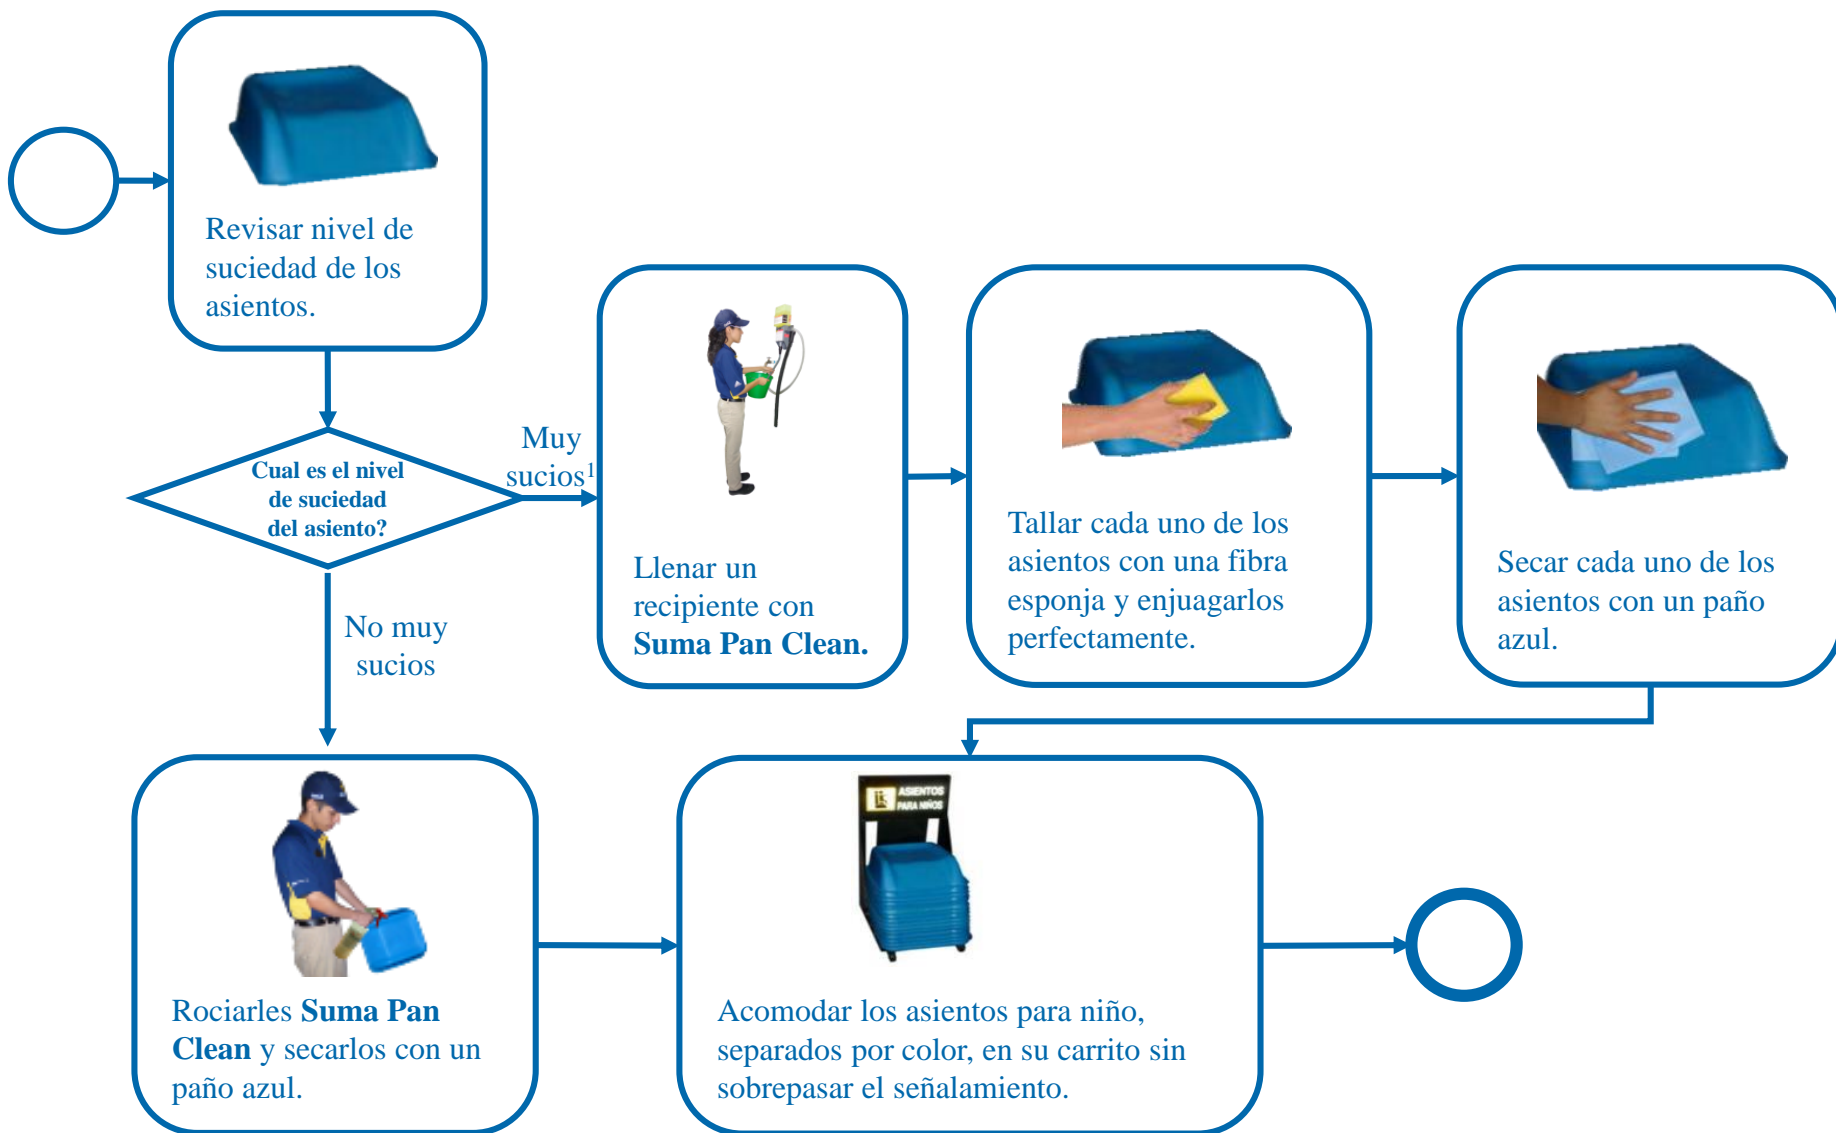 Revisar nivel de
suciedad de los
asientos.
Cual es el nivel
de suciedad
del asiento?
Muy
sucios¹
Llenar un
recipiente con
Suma Pan Clean.
Tallar cada uno de los
asientos con una fibra
esponja y enjuagarlos
perfectamente.
Secar cada uno de los
asientos con un paño
azul.
No muy
sucios
Rociarles Suma Pan
Clean y secarlos con un
paño azul.
ASIENTOS
PARA NIÑOS
Acomodar los asientos para niño,
separados por color, en su carrito sin
sobrepasar el señalamiento.